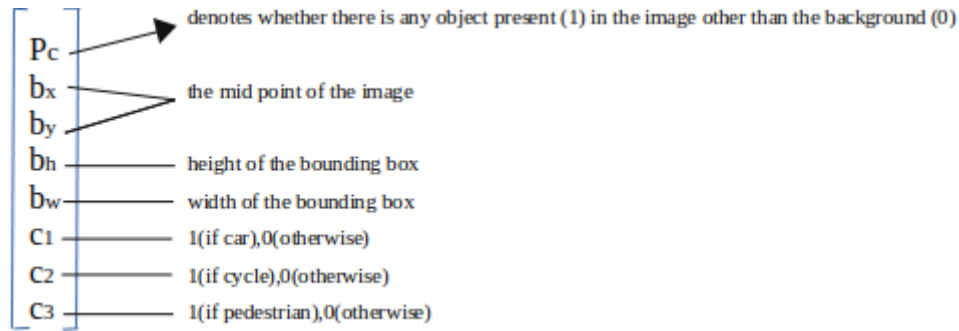 denotes whether there is any object present (1) in the image other than the background (0)
Pc
bx
the mid point of the image
by
bh height of the bounding box
bw width of the bounding box
c1 1(if car),0(otherwise)
c2 1(if cycle),0(otherwise)
c3 1(if pedestrian),0(otherwise)